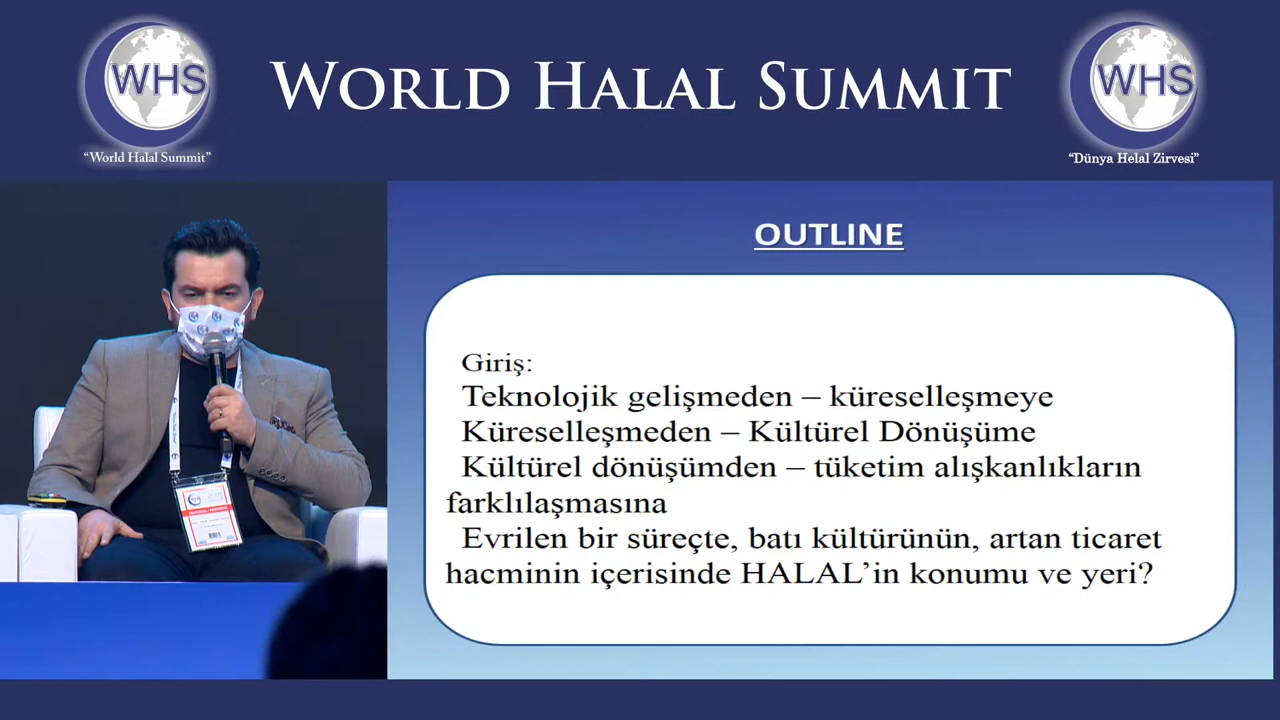 WHS
WORLD HALAL SUMMIT
WHS
“World Halal Summit”
“Dünya Helal Zirvesi”
OUTLINE
Giriş:
Teknolojik gelişmeden – küreselleşmeye
Küreselleşmeden – Kültürel Dönüşüme
Kültürel dönüşümden – tüketim alışkanlıkların
farklılaşmasına
Evrilen bir süreçte, batı kültürünün, artan ticaret
hacminin içerisinde HALAL’in konumu ve yeri?